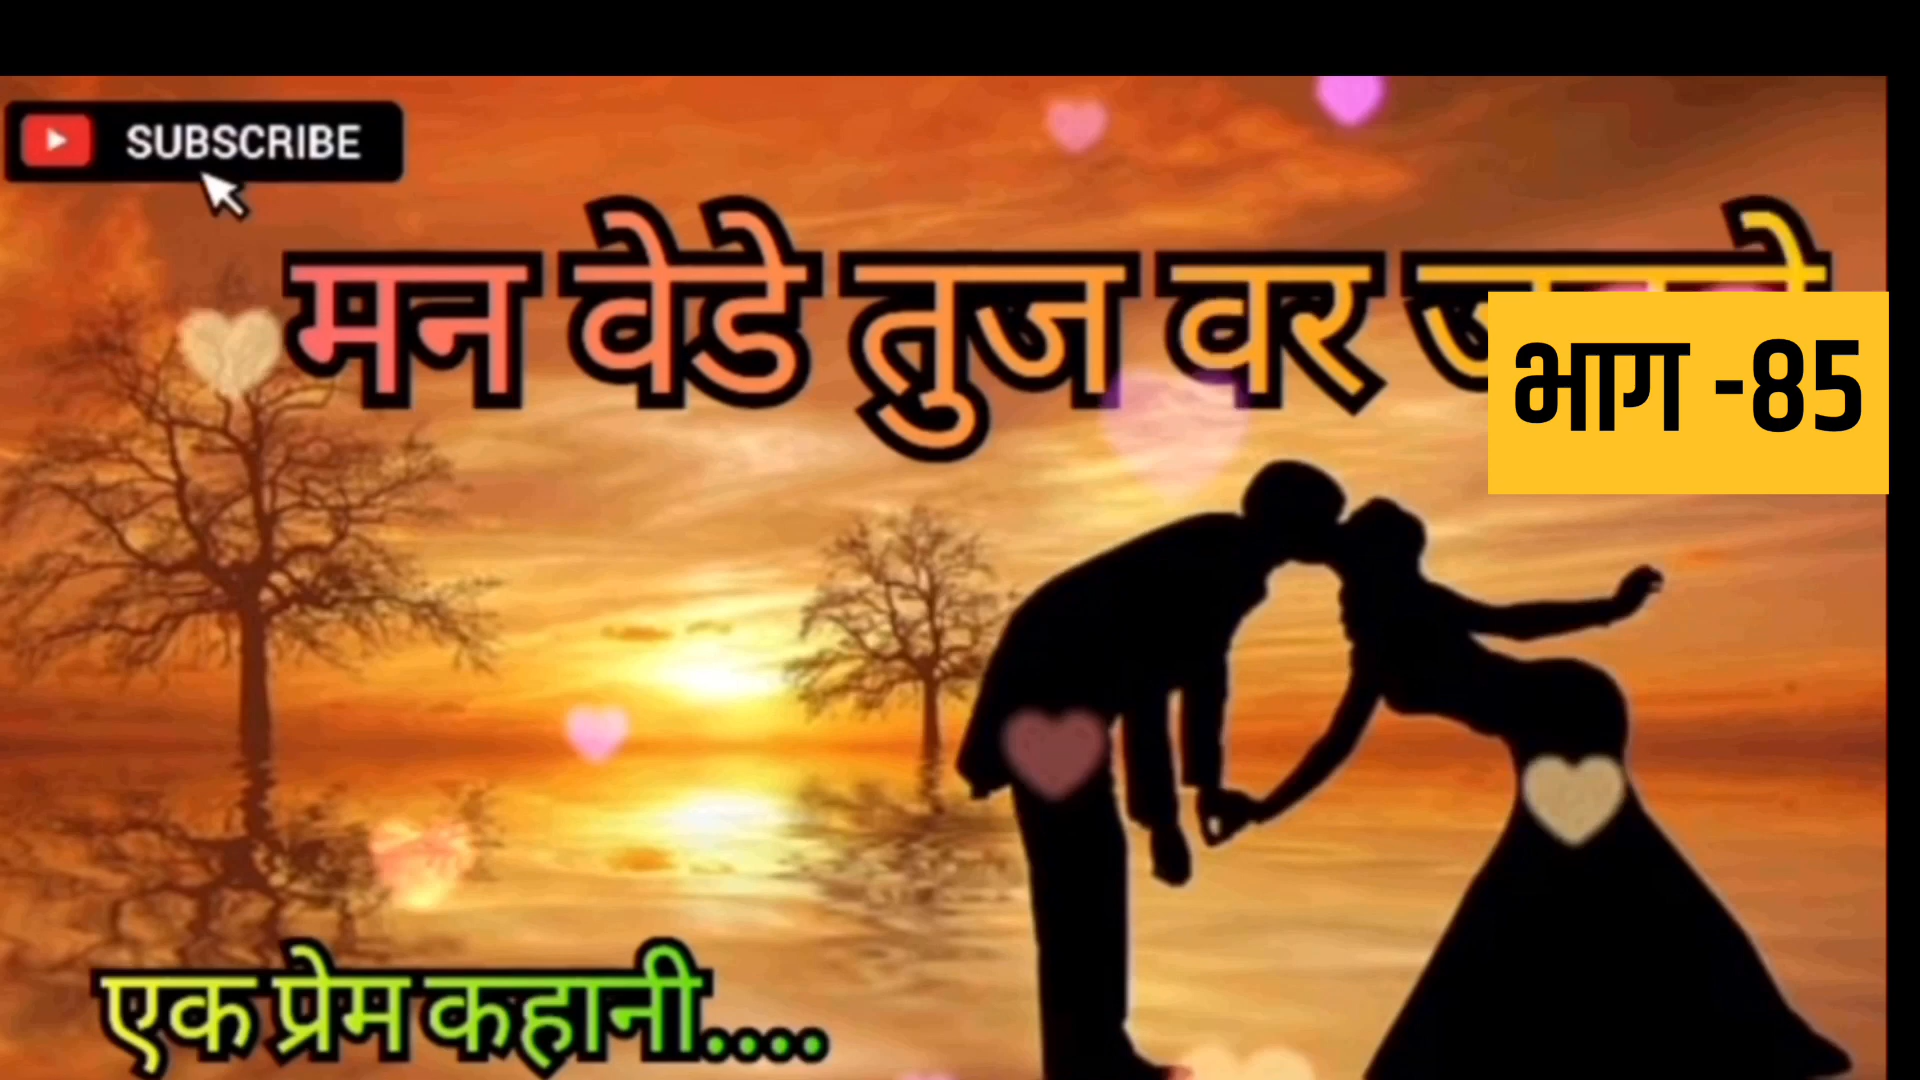 SUBSCRIBE
मन वेडे तुज वर
भाग -85
एक प्रेम कहानी....